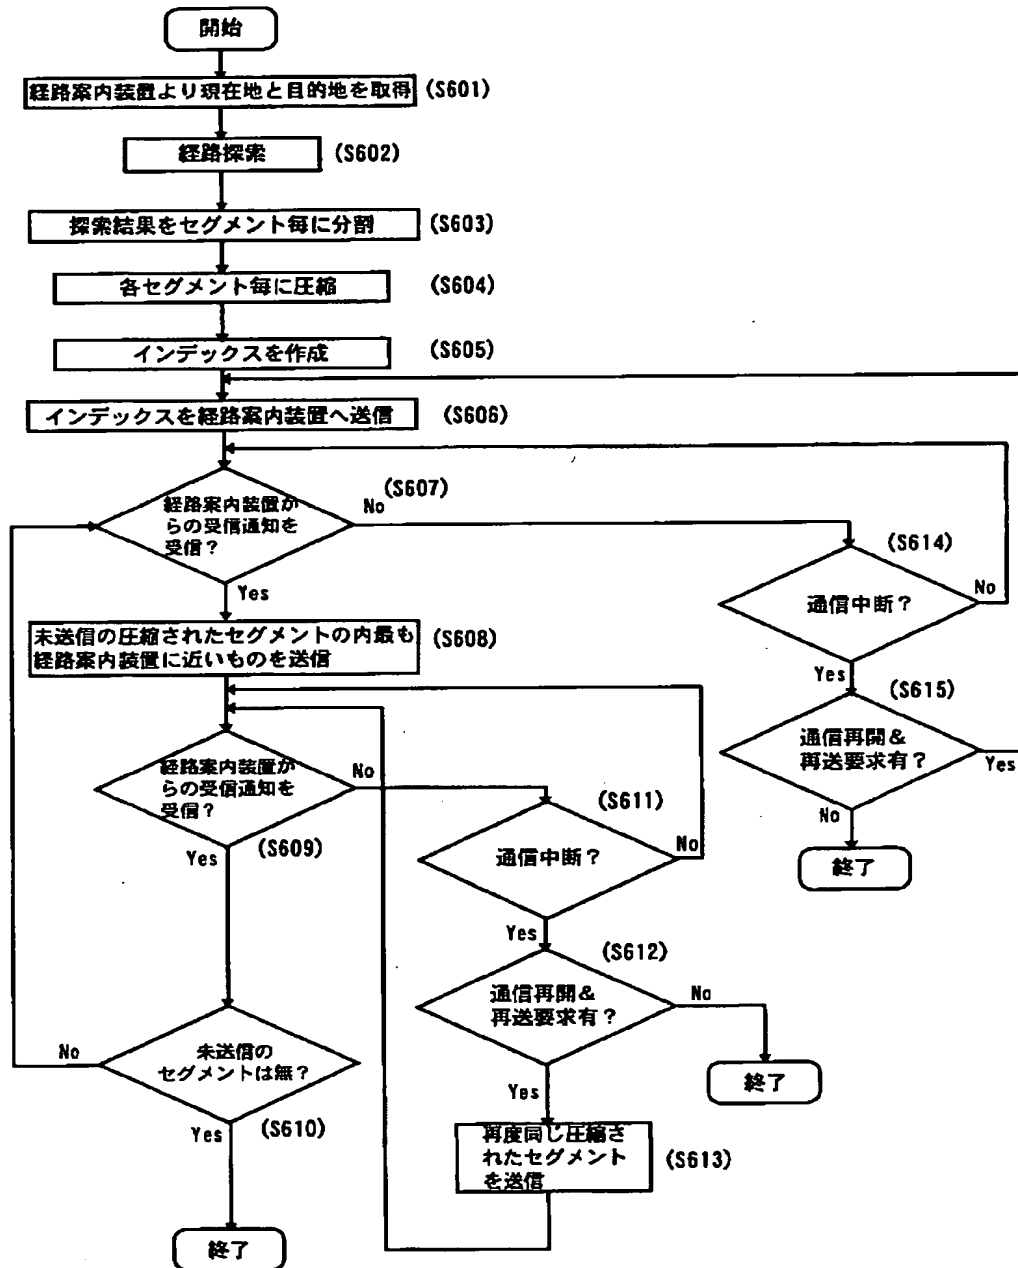 開始
経路案内装置より現在地と目的地を取得
(S601)
経路探索
(S602)
探索結果をセグメント毎に分割
(S603)
各セグメント毎に圧縮
(S604)
インデックスを作成
(S605)
インデックスを経路案内装置へ送信
(S606)
経路案内装置か
らの受信通知を
受信?
(S607)
No
Yes
(S614)
通信中断?
No
Yes
未送信の圧縮されたセグメントの内最も
経路案内装置に近いものを送信
(S608)
(S615)
通信再開&
再送要求有?
Yes
No
終了
経路案内装置か
らの受信通知を
受信?
No
Yes
(S609)
(S611)
通信中断?
No
Yes
(S612)
通信再開&
再送要求有?
No
終了
Yes
未送信の
セグメントは無?
No
Yes
(S610)
再度同じ圧縮さ
れたセグメント
を送信
(S613)
終了